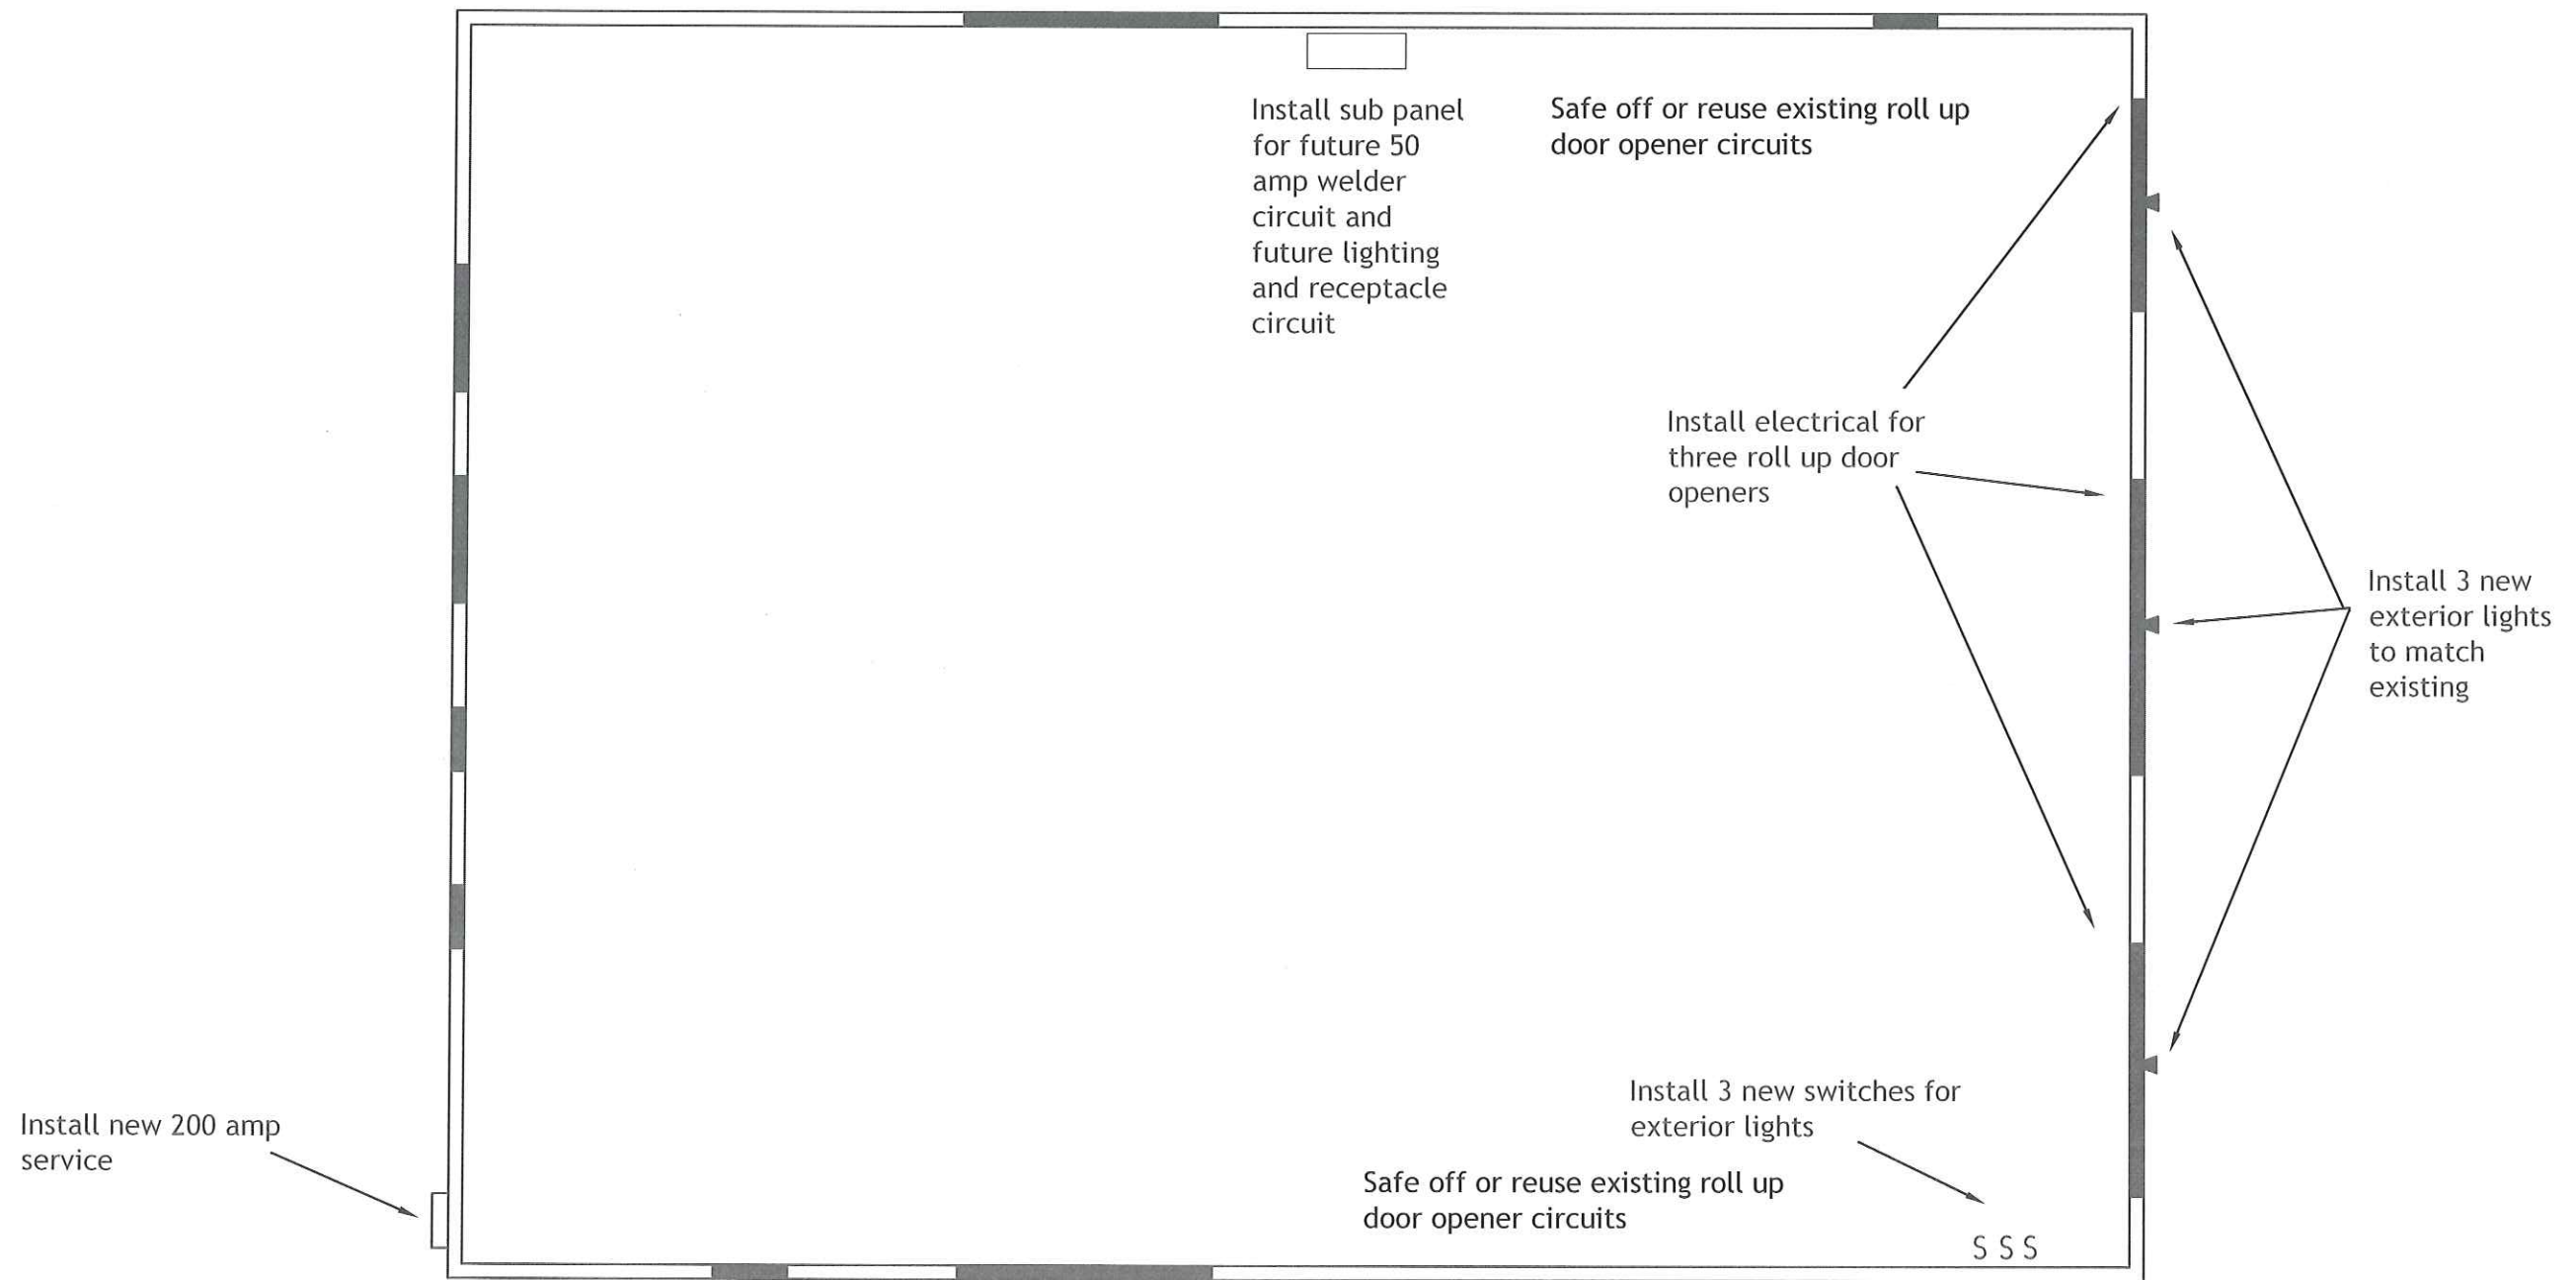 Install sub panel
for future 50
amp welder
circuit and
future lighting
and receptacle
circuit
Safe off or reuse existing roll up
door opener circuits
Install electrical for
three roll up door
openers
Install 3 new
exterior lights
to match
existing
Install 3 new switches for
exterior lights
Install new 200 amp
service
Safe off or reuse existing roll up
door opener circuits
S S S